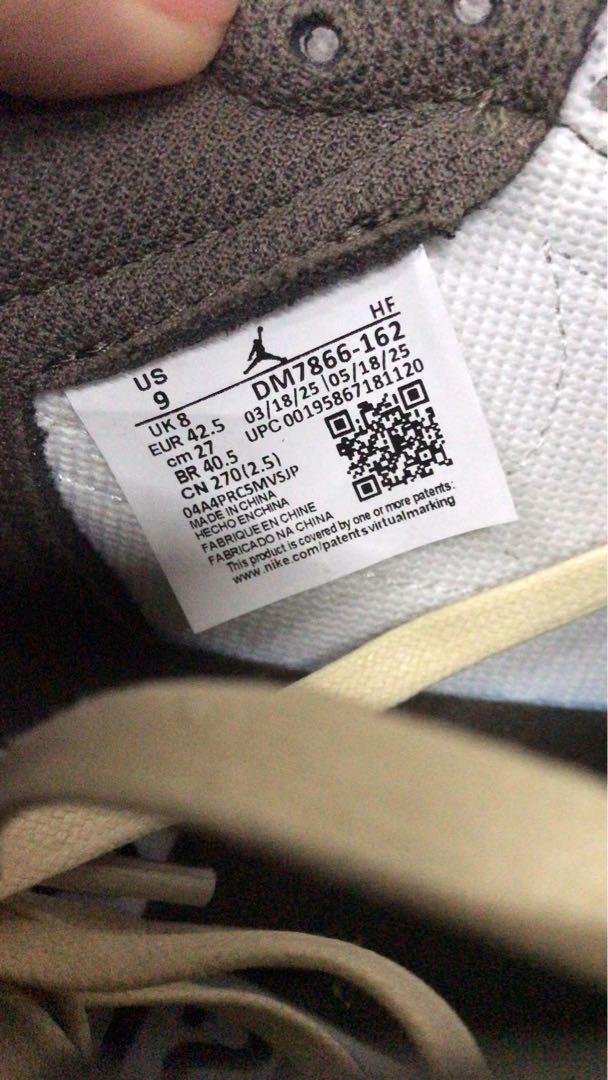 US
9
HF
DM7866-162
03/18/25 \05/18/25
UPC 00195867181120
UK 8
EUR 42.5
cm 27
BR 40.5
CN 270(2.5)
04A4PRC5MVSJP
MADE IN CHINA
HECHO EN CHINA
FABRIQUE EN CHINE
FABRICADO NA CHINA
This product is covered by one or more patents:
www.nike.com/patentsvirtualmarking